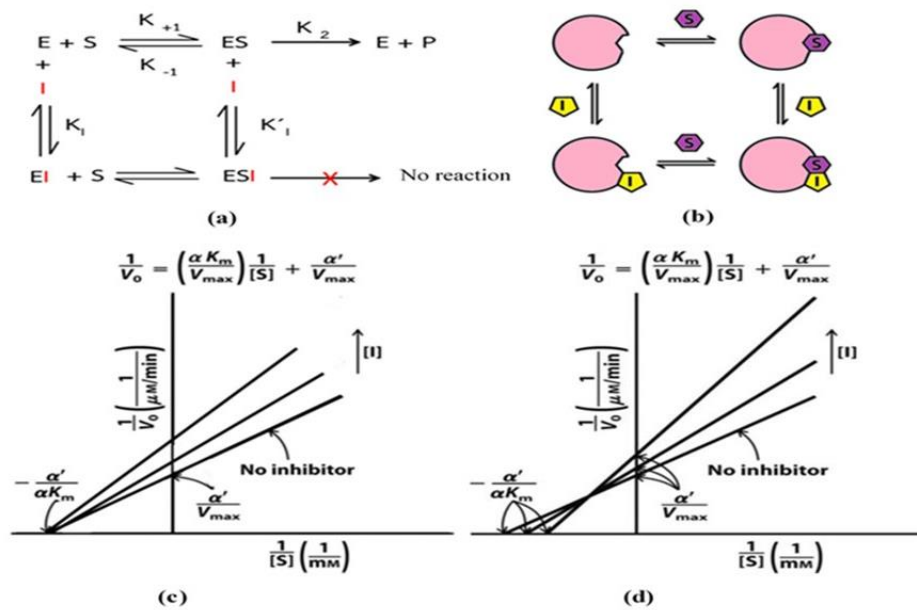 E + S K+1 K-1 ES K2 E + P
+ +
I I
KI K′I
EI + S ESI X No reaction
(a)
S S
I I
S S
I I
(b)
1/V₀ = (αKₘ/Vmax) 1/[S] + α′/Vmax
[I]
1/V₀ (1/μM/min)
No inhibitor
− α′/αKₘ
α′/Vmax
1/[S] (1/mM)
(c)
1/V₀ = (αKₘ/Vmax) 1/[S] + α′/Vmax
[I]
1/V₀ (1/μM/min)
No inhibitor
− α′/αKₘ
α′/Vmax
1/[S] (1/mM)
(d)